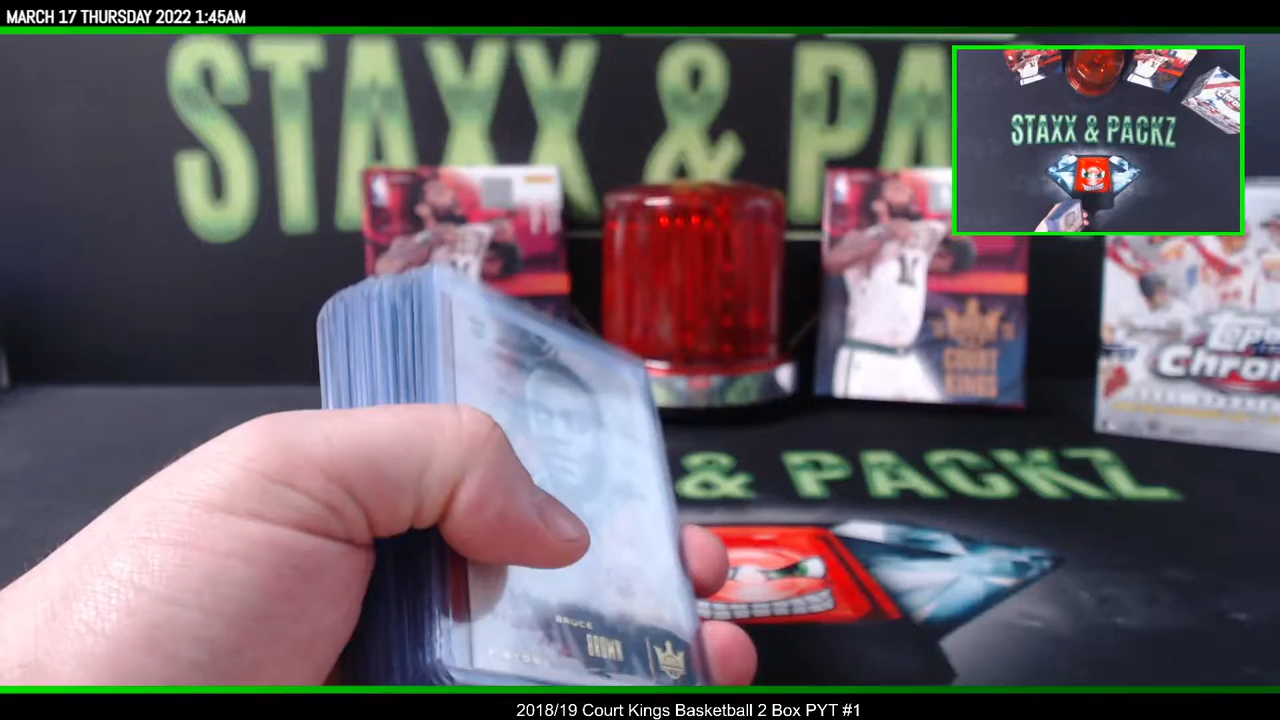 MARCH 17 THURSDAY 2022 1:45AM
STAXX & PA
STAXX & PACKZ
11
COURT
KINGS
Topps
Chrom
& PACKZ
BRUCE
BROWN
2018/19 Court Kings Basketball 2 Box PYT #1